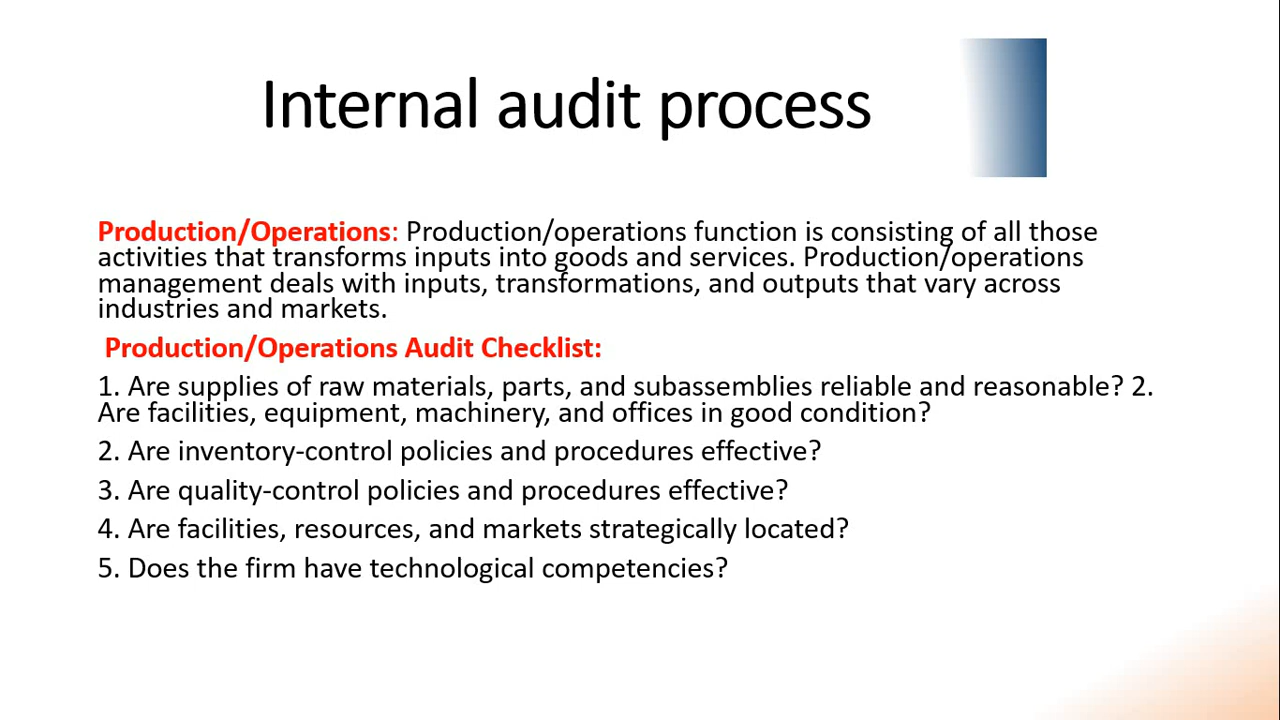 Internal audit process
Production/Operations: Production/operations function is consisting of all those
activities that transforms inputs into goods and services. Production/operations
management deals with inputs, transformations, and outputs that vary across
industries and markets.
Production/Operations Audit Checklist:
1. Are supplies of raw materials, parts, and subassemblies reliable and reasonable? 2.
Are facilities, equipment, machinery, and offices in good condition?
2. Are inventory-control policies and procedures effective?
3. Are quality-control policies and procedures effective?
4. Are facilities, resources, and markets strategically located?
5. Does the firm have technological competencies?